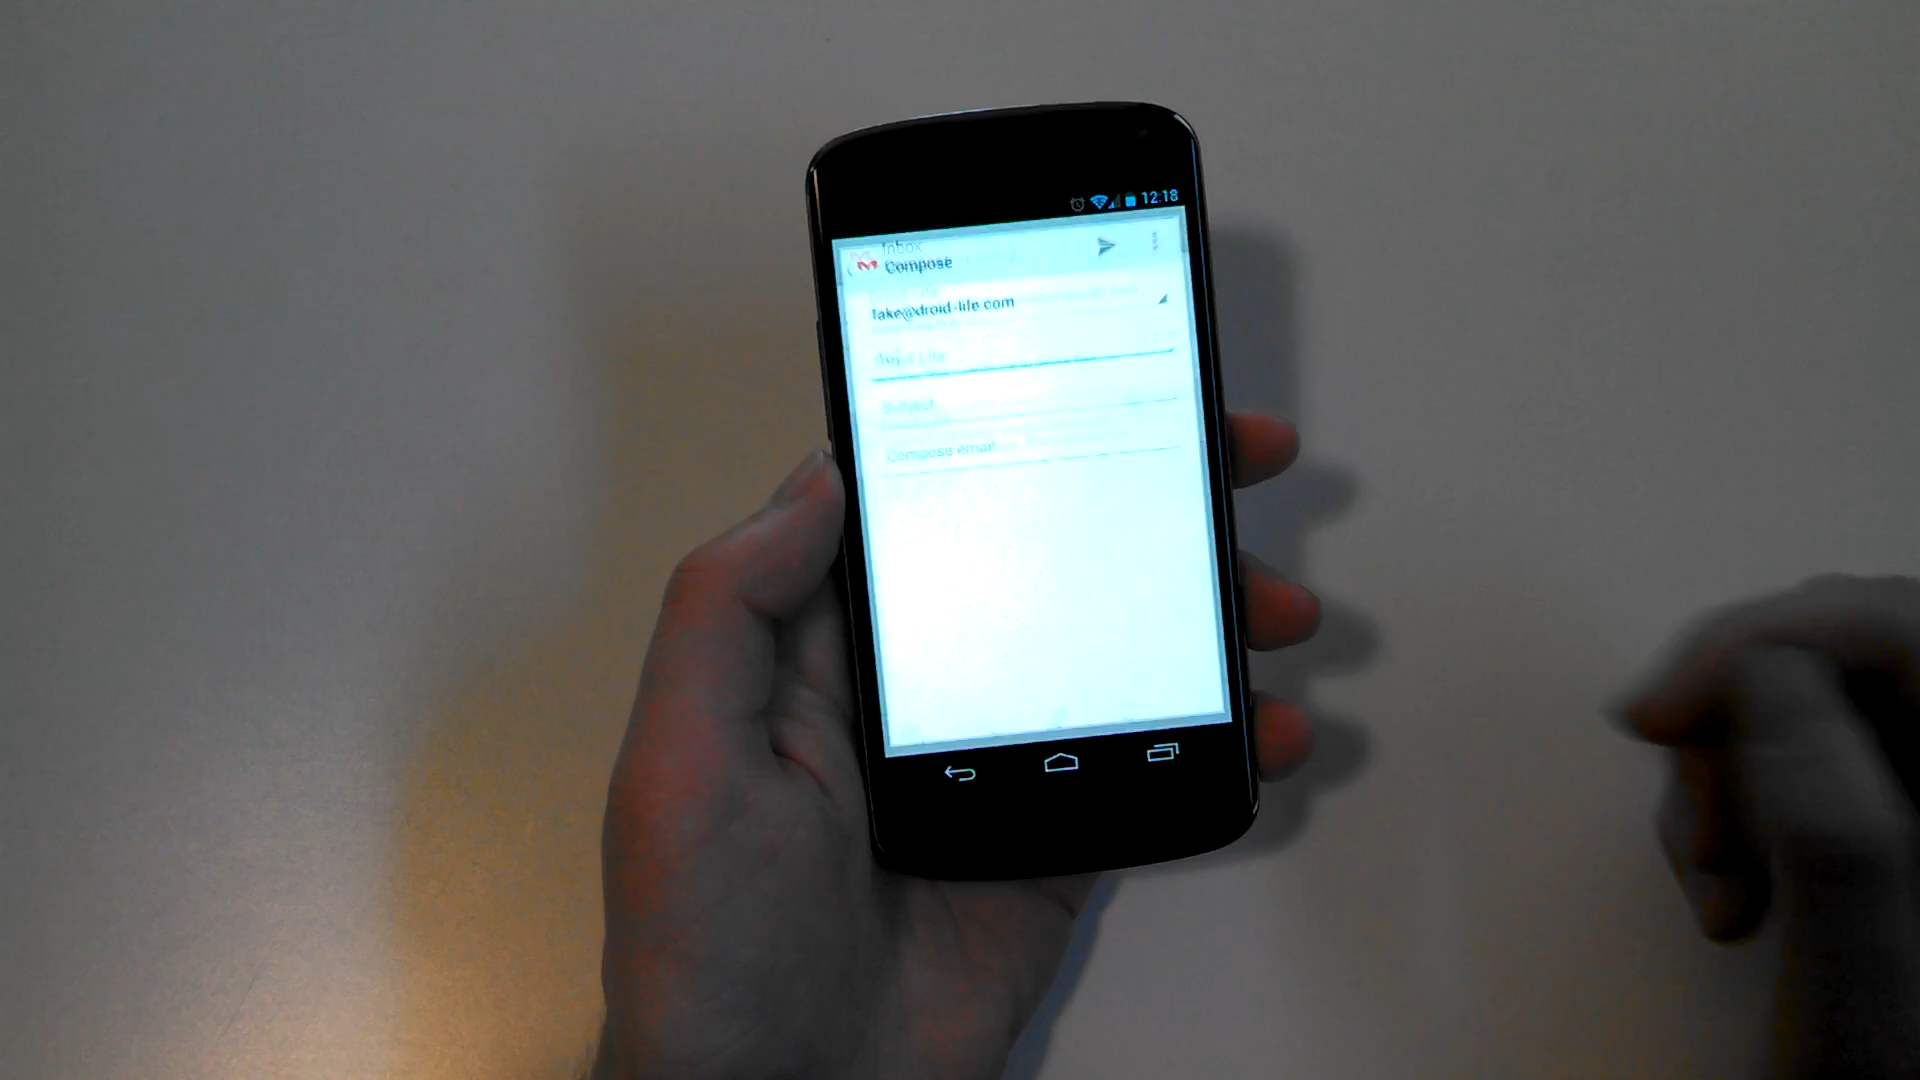 12:18
Inbox
Compose
fake@droid-life.com
Subject
Compose email